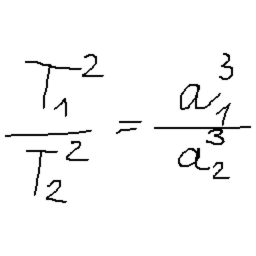 T₁²/T₂² = a₁³/a₂³